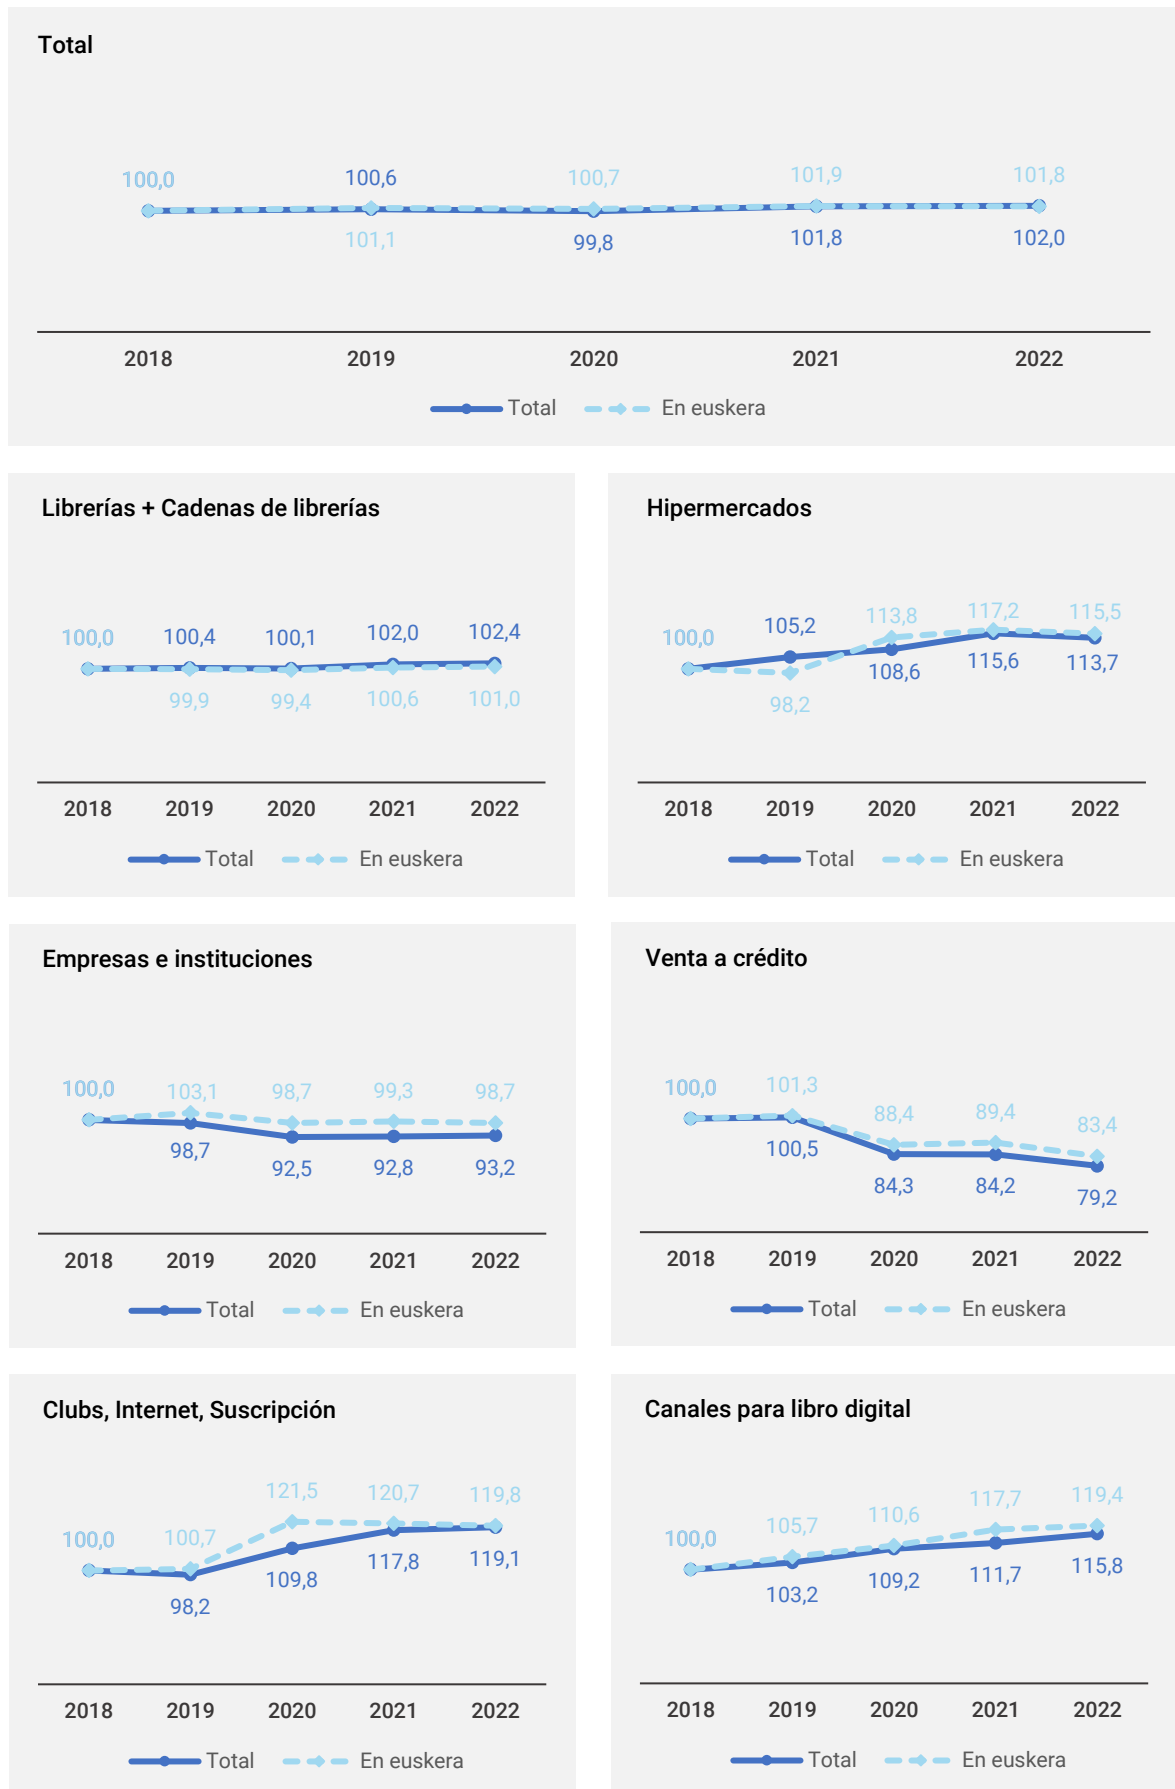 Total
100,0 100,6 100,7 101,9 101,8
101,1 99,8 101,8 102,0
2018 2019 2020 2021 2022
Total En euskera
Librerías + Cadenas de librerías
100,0 100,4 100,1 102,0 102,4
99,9 99,4 100,6 101,0
2018 2019 2020 2021 2022
Total En euskera
Hipermercados
100,0 105,2 113,8 117,2 115,5
98,2 108,6 115,6 113,7
2018 2019 2020 2021 2022
Total En euskera
Empresas e instituciones
100,0 103,1 98,7 99,3 98,7
98,7 92,5 92,8 93,2
2018 2019 2020 2021 2022
Total En euskera
Venta a crédito
100,0 101,3 88,4 89,4 83,4
100,5 84,3 84,2 79,2
2018 2019 2020 2021 2022
Total En euskera
Clubs, Internet, Suscripción
100,0 100,7 121,5 120,7 119,8
98,2 109,8 117,8 119,1
2018 2019 2020 2021 2022
Total En euskera
Canales para libro digital
100,0 105,7 110,6 117,7 119,4
103,2 109,2 111,7 115,8
2018 2019 2020 2021 2022
Total En euskera